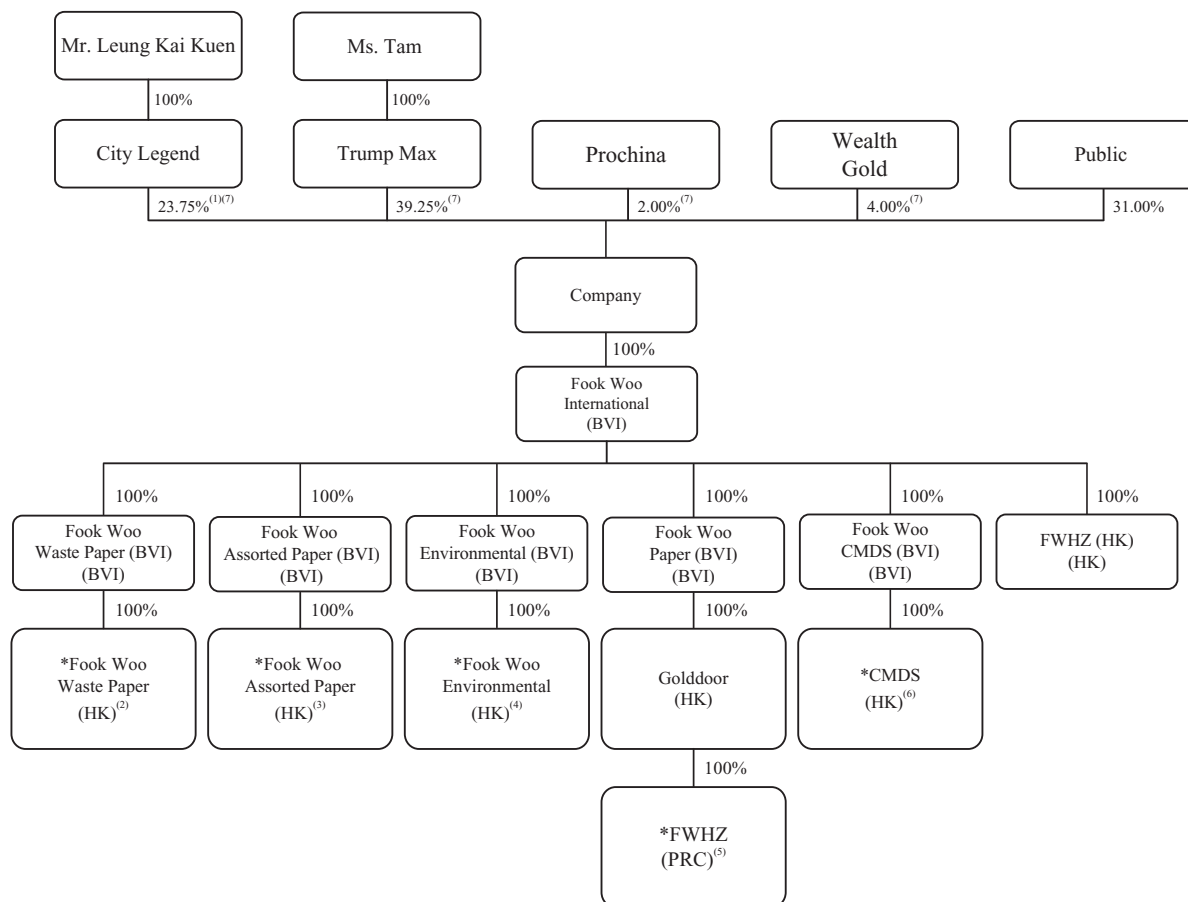 Mr. Leung Kai Kuen
Ms. Tam
100%
100%
City Legend
Trump Max
Prochina
Wealth
Gold
Public
23.75%(1)(7)
39.25%(7)
2.00%(7)
4.00%(7)
31.00%
Company
100%
Fook Woo
International
(BVI)
100%
100%
100%
100%
100%
100%
Fook Woo
Waste Paper (BVI)
(BVI)
Fook Woo
Assorted Paper (BVI)
(BVI)
Fook Woo
Environmental (BVI)
(BVI)
Fook Woo
Paper (BVI)
(BVI)
Fook Woo
CMDS (BVI)
(BVI)
FWHZ (HK)
(HK)
100%
100%
100%
100%
100%
*Fook Woo
Waste Paper
(HK)(2)
*Fook Woo
Assorted Paper
(HK)(3)
*Fook Woo
Environmental
(HK)(4)
Golddoor
(HK)
*CMDS
(HK)(6)
100%
*FWHZ
(PRC)(5)